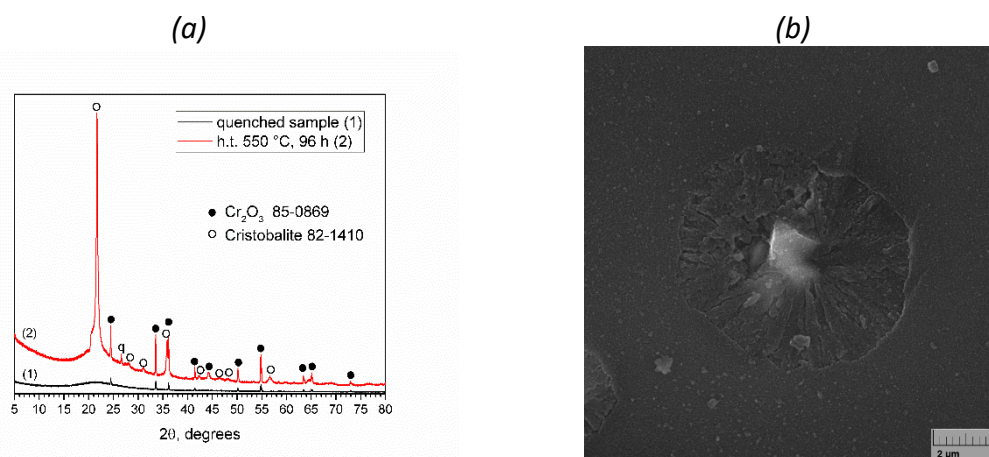 (a)
(b)
quenched sample (1)
h.t. 550 °C, 96 h (2)
Cr₂O₃ 85-0869
Cristobalite 82-1410
(2)
q
(1)
5 10 15 20 25 30 35 40 45 50 55 60 65 70 75 80
2θ, degrees
2 µm